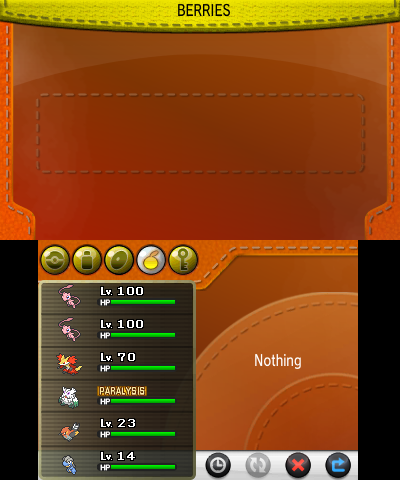 BERRIES
Lv. 100
HP
Lv. 100
HP
Lv. 70
HP
Nothing
PARALYSIS
HP
Lv. 23
HP
Lv. 14
HP